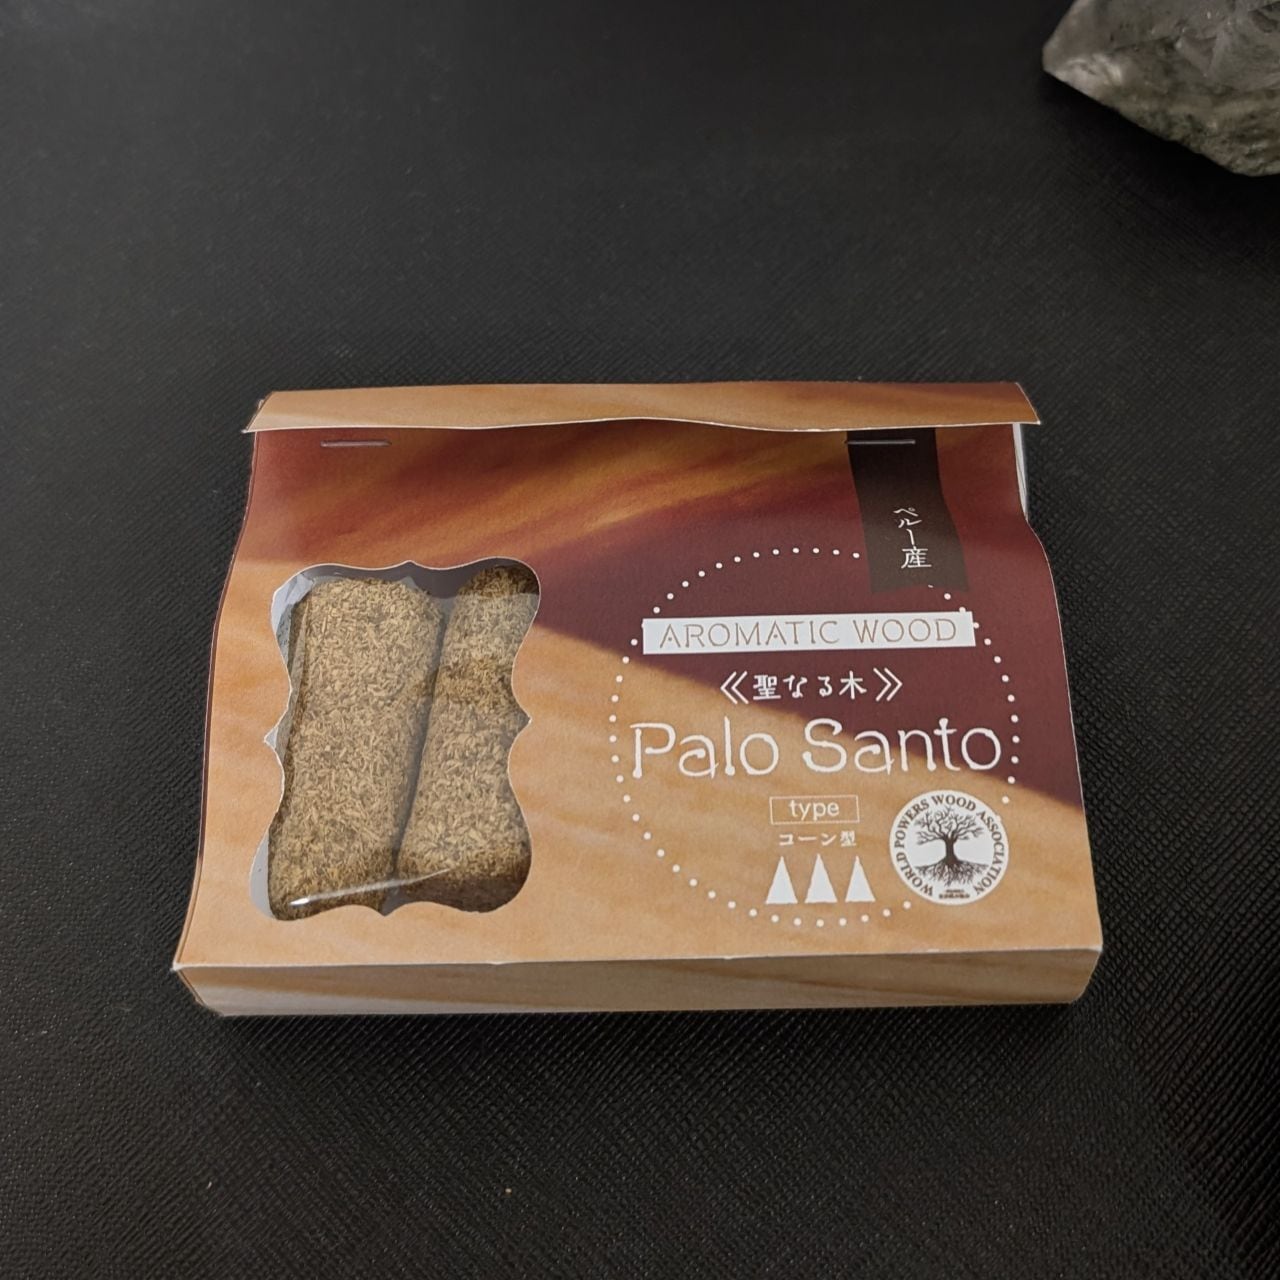 ペルー産
AROMATIC WOOD
《聖なる木》
Palo Santo
type
コーン型
WORLD POWERS WOOD ASSOCIATION